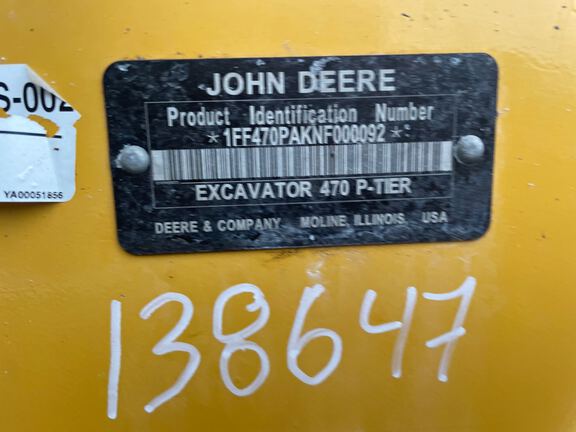 S-002
YA00051856
JOHN DEERE
Product Identification Number
*1FF470PAKNF000092*
EXCAVATOR 470 P-TIER
DEERE & COMPANY MOLINE, ILLINOIS USA
138647